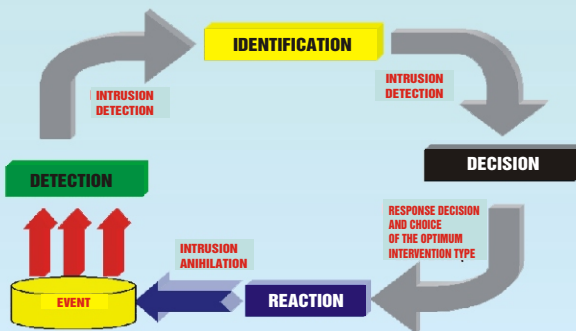 IDENTIFICATION
INTRUSION
DETECTION
INTRUSION
DETECTION
DECISION
DETECTION
RESPONSE DECISION
AND CHOICE
OF THE OPTIMUM
INTERVENTION TYPE
INTRUSION
ANIHILATION
EVENT
REACTION